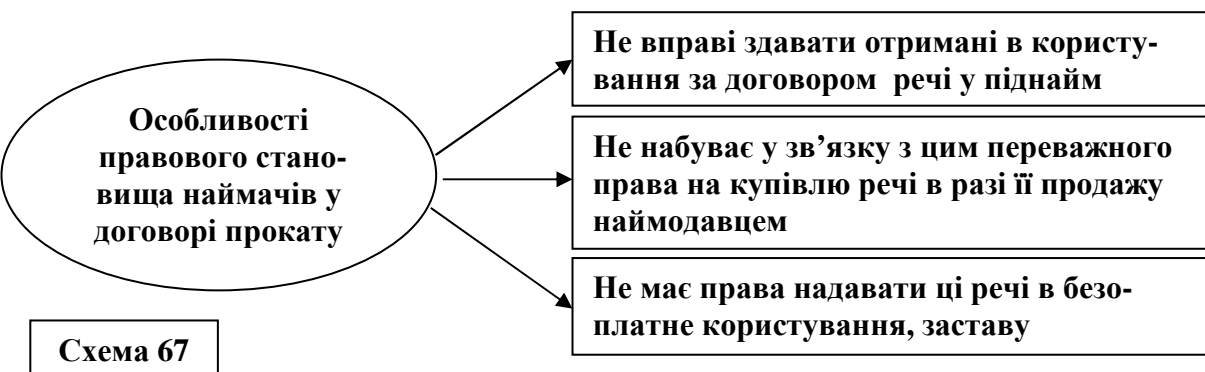 Особливості
правового стано-
вища наймачів у
договорі прокату
Не вправі здавати отримані в користу-
вання за договором речі у піднайм
Не набуває у зв’язку з цим переважного
права на купівлю речі в разі її продажу
наймодавцем
Не має права надавати ці речі в безо-
платне користування, заставу
Схема 67